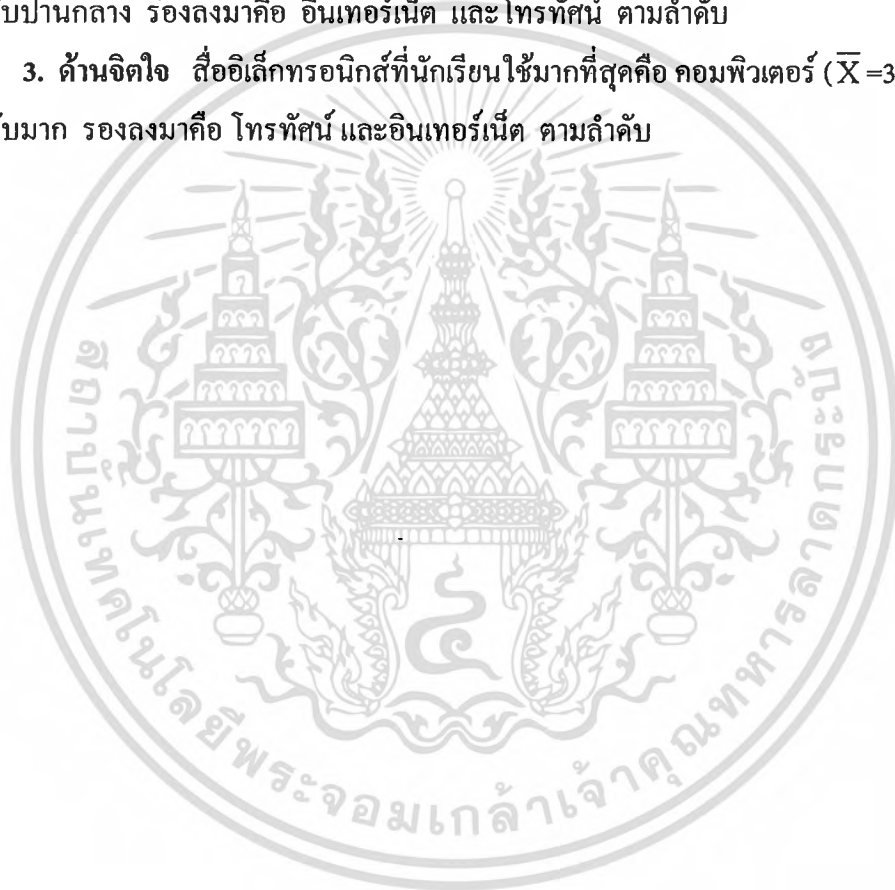 บปานกลาง รองลงมาคือ อินเทอร์เน็ต และโทรทัศน์ ตามลำดับ
3. ด้านจิตใจ สื่ออิเล็กทรอนิกส์ที่นักเรียนใช้มากที่สุดคือ คอมพิวเตอร์ (X̅ =3
บมาก รองลงมาคือ โทรทัศน์ และอินเทอร์เน็ต ตามลำดับ
๔
สถาบันเทคโนโลยีพระจอมเกล้าเจ้าคุณทหารลาดกระบัง